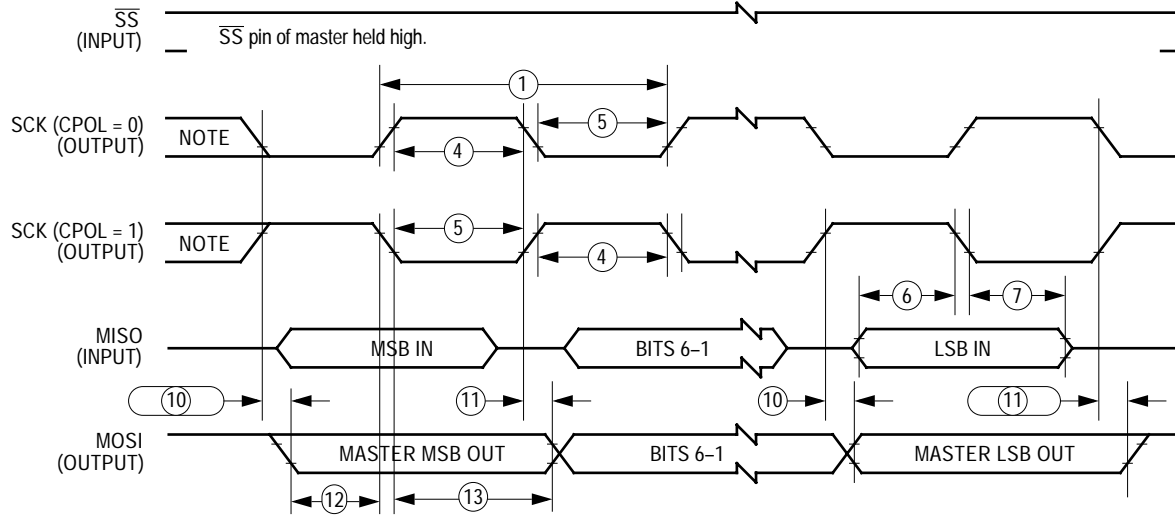 SS
(INPUT)
SS pin of master held high.
1
SCK (CPOL = 0)
(OUTPUT)
NOTE
5
4
SCK (CPOL = 1)
(OUTPUT)
NOTE
5
4
6
7
MISO
(INPUT)
MSB IN
BITS 6–1
LSB IN
10
11
10
11
MOSI
(OUTPUT)
MASTER MSB OUT
BITS 6–1
MASTER LSB OUT
12
13